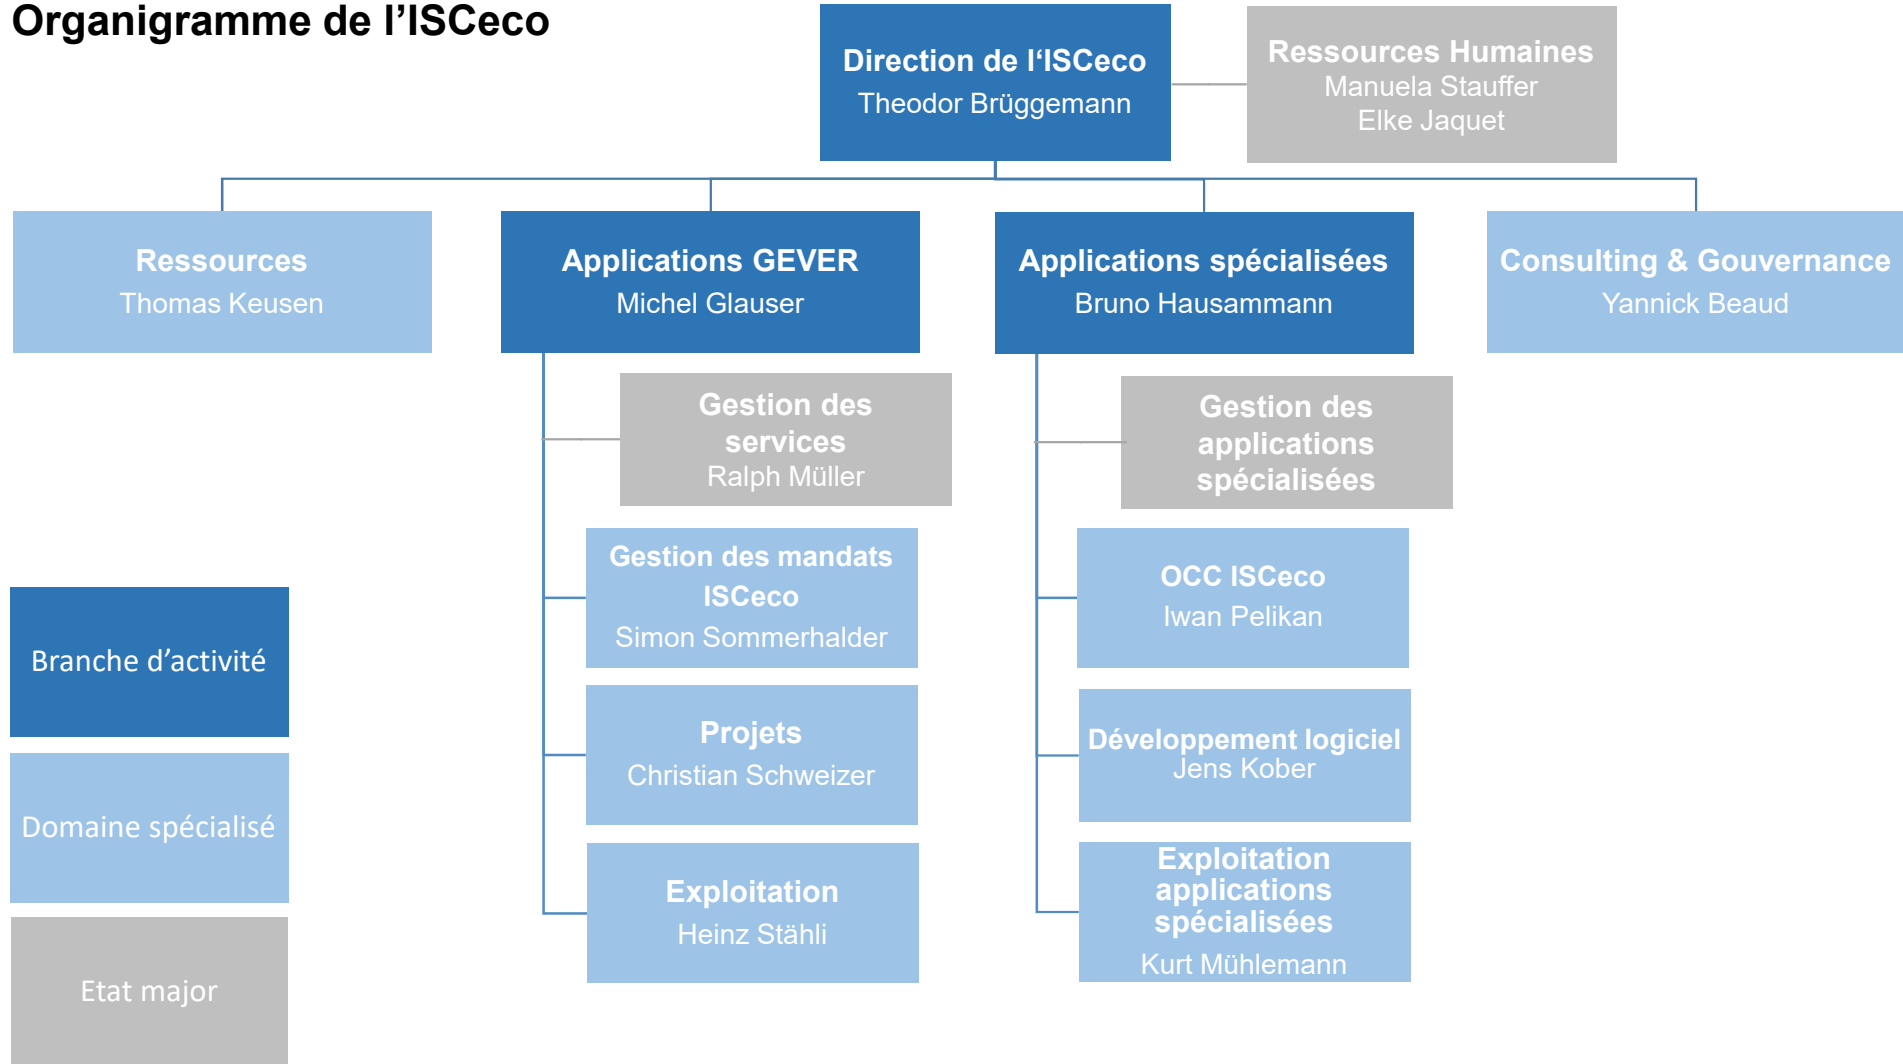 Organigramme de l’ISCeco
Direction de l‘ISCeco
Theodor Brüggemann
Ressources Humaines
Manuela Stauffer
Elke Jaquet
Ressources
Thomas Keusen
Applications GEVER
Michel Glauser
Applications spécialisées
Bruno Hausammann
Consulting & Gouvernance
Yannick Beaud
Gestion des
services
Ralph Müller
Gestion des mandats
ISCeco
Simon Sommerhalder
Projets
Christian Schweizer
Exploitation
Heinz Stähli
Gestion des
applications
spécialisées
OCC ISCeco
Iwan Pelikan
Développement logiciel
Jens Kober
Exploitation
applications
spécialisées
Kurt Mühlemann
Branche d’activité
Domaine spécialisé
Etat major